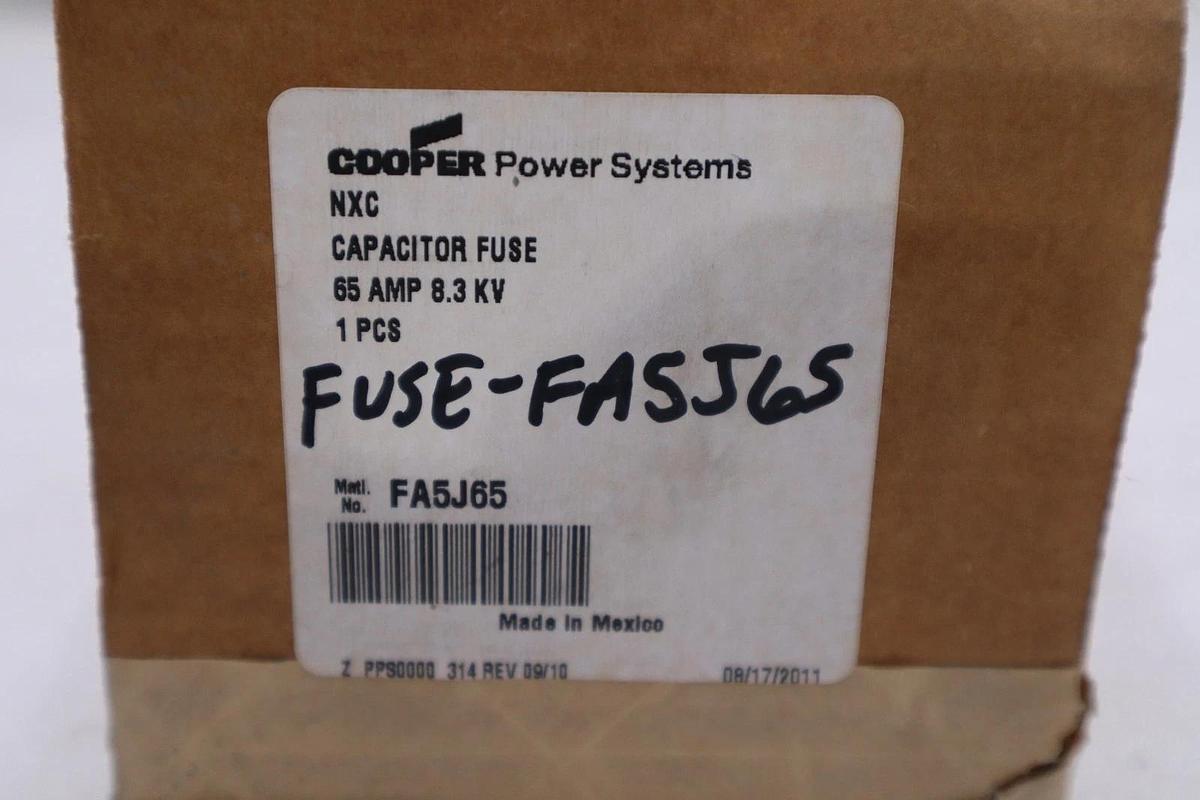 COOPER Power Systems
NXC
CAPACITOR FUSE
65 AMP 8.3 KV
1 PCS
FUSE-FA5J65
Matl. No. FA5J65
Made in Mexico
Z PPS0000 314 REV 09/10 08/17/2011